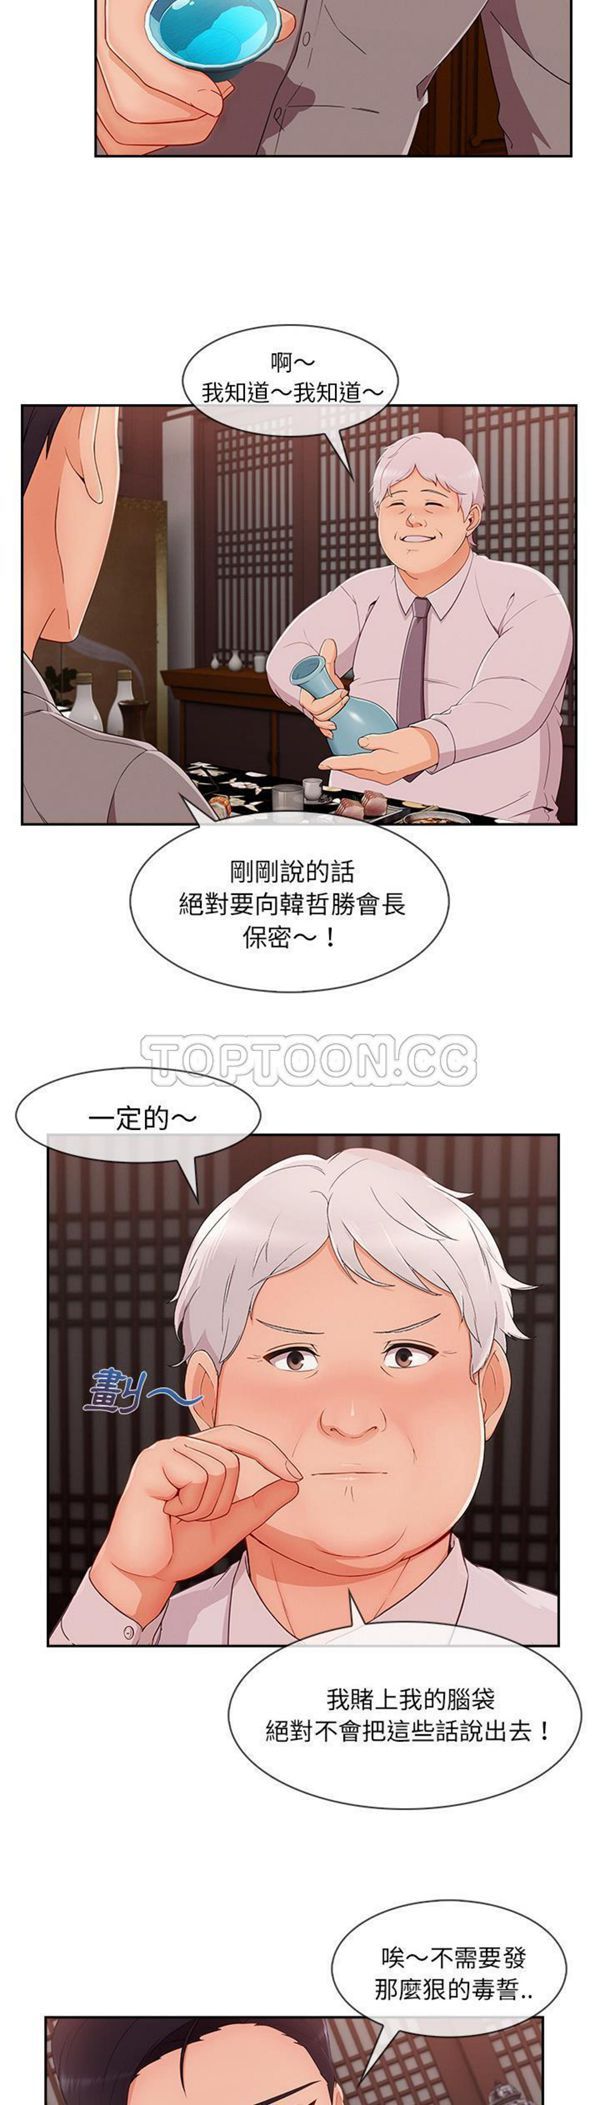 啊～
我知道～我知道～
剛剛說的話
絕對要向韓哲勝會長
保密～！
TOPTOON.CC
一定的～
劃～
我賭上我的腦袋
絕對不會把這些話說出去！
唉～不需要發
那麼狠的毒誓..